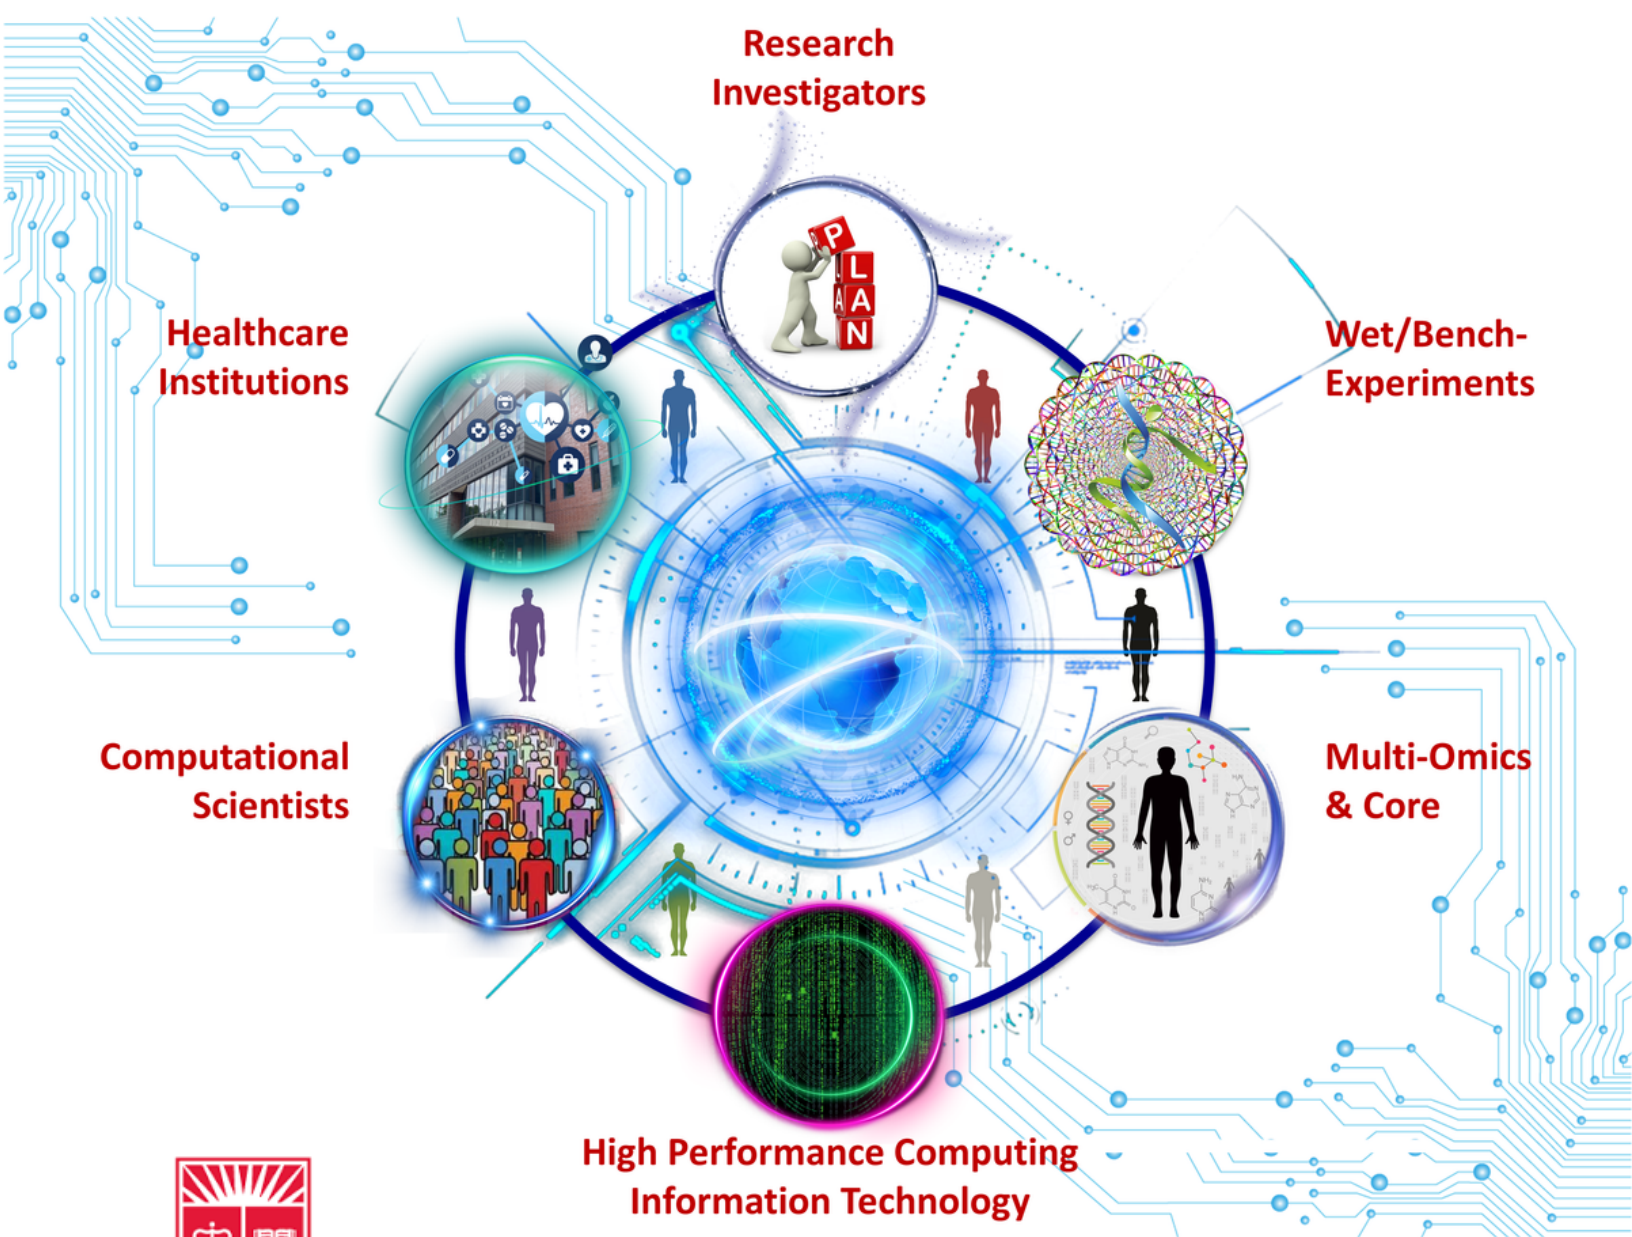 Research
Investigators
P
L
A A
N
Healthcare
Institutions
Wet/Bench-
Experiments
Computational
Scientists
Multi-Omics
& Core
High Performance Computing
Information Technology